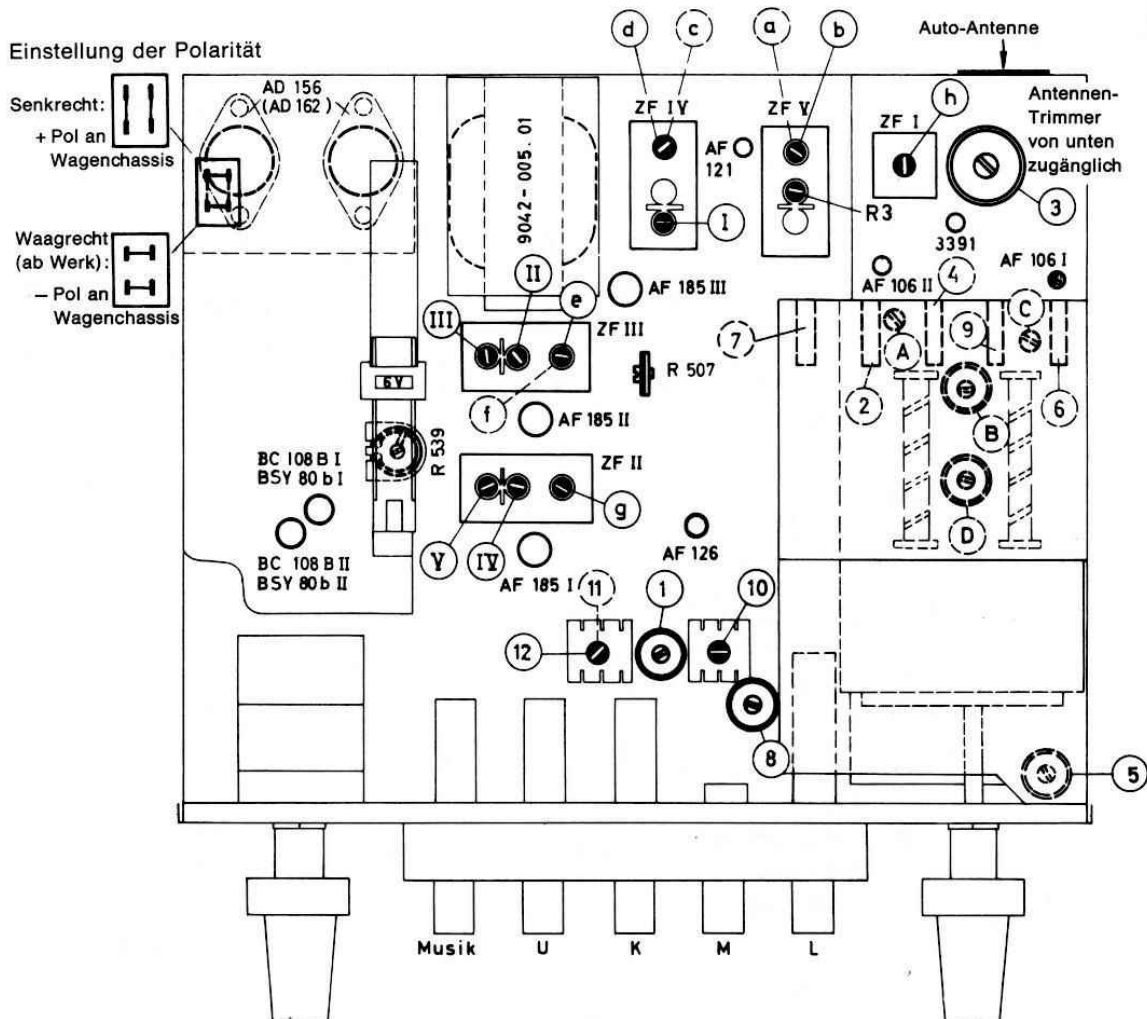 Auto-Antenne
d
c
a
b
Einstellung der Polarität
Senkrecht:
+ Pol an
Wagenchassis
Waagrecht
(ab Werk):
– Pol an
Wagenchassis
AD 156
(AD 162)
9042-005.01
ZF IV
I
AF
121
ZF V
R3
ZF I
h
Antennen-
Trimmer
von unten
zugänglich
3
3391
AF 106 II
AF 106 I
AF 185 III
II
e
III
ZF III
f
R 507
7
4
A
2
9
C
6
B
D
6V
R 539
AF 185 II
BC 108 B I
BSY 80 b I
BC 108 B II
BSY 80 b II
ZF II
g
V
IV
AF 185 I
AF 126
11
1
10
12
8
5
Musik
U
K
M
L